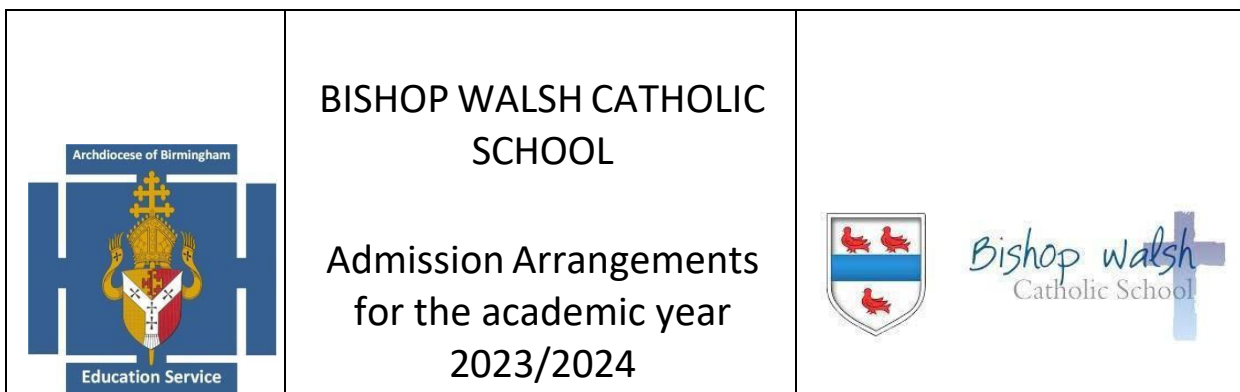 Archdiocese of Birmingham
Education Service
BISHOP WALSH CATHOLIC
SCHOOL
Admission Arrangements
for the academic year
2023/2024
Bishop Walsh
Catholic School